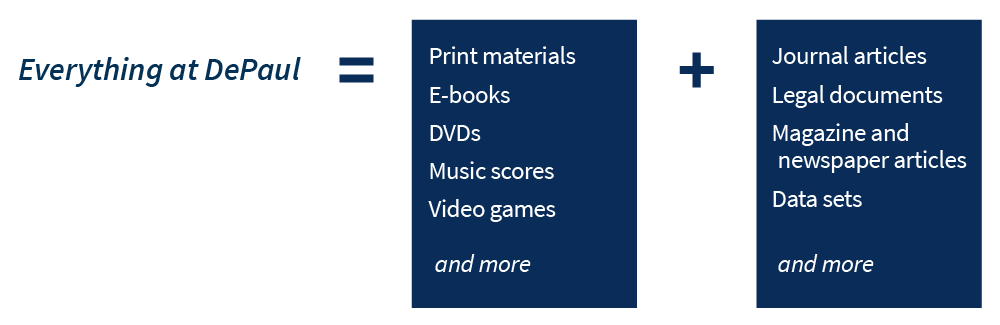 Everything at DePaul
=
Print materials
E-books
DVDs
Music scores
Video games
and more
+
Journal articles
Legal documents
Magazine and
newspaper articles
Data sets
and more